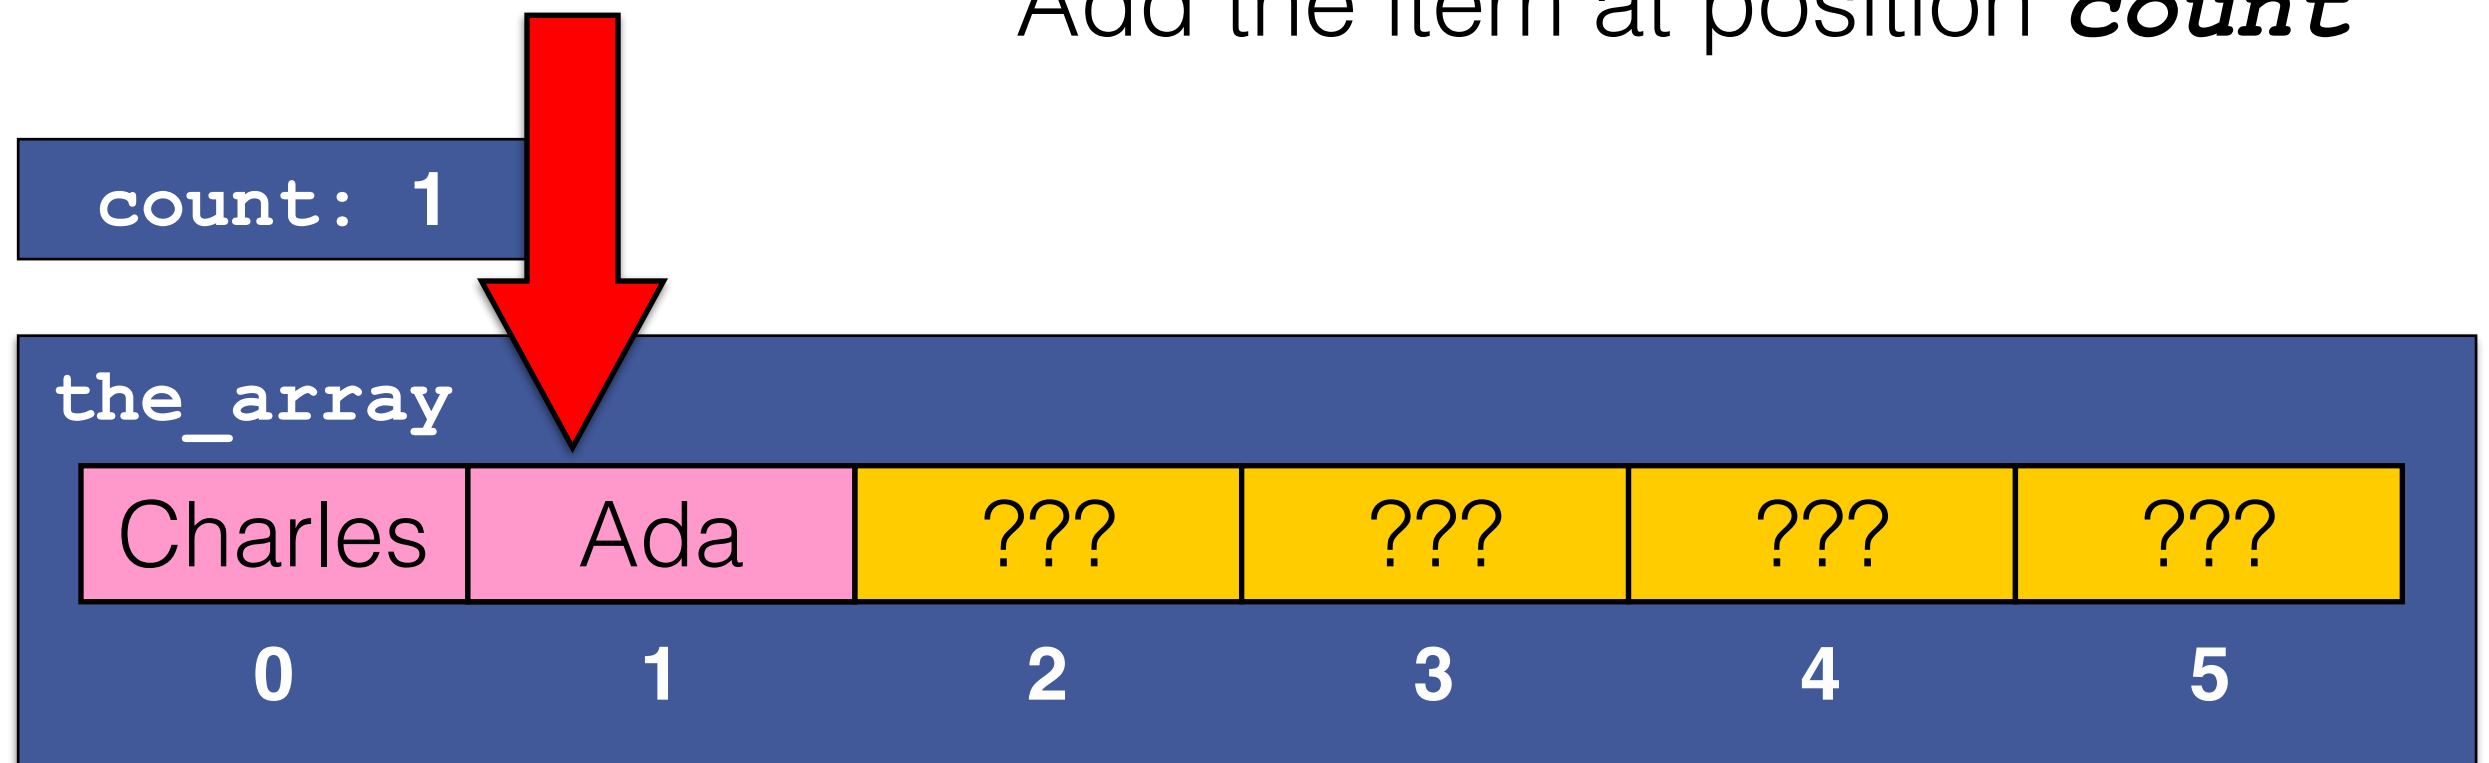 Add the item at position count
count: 1
the_array
Charles Ada ??? ??? ??? ???
0 1 2 3 4 5